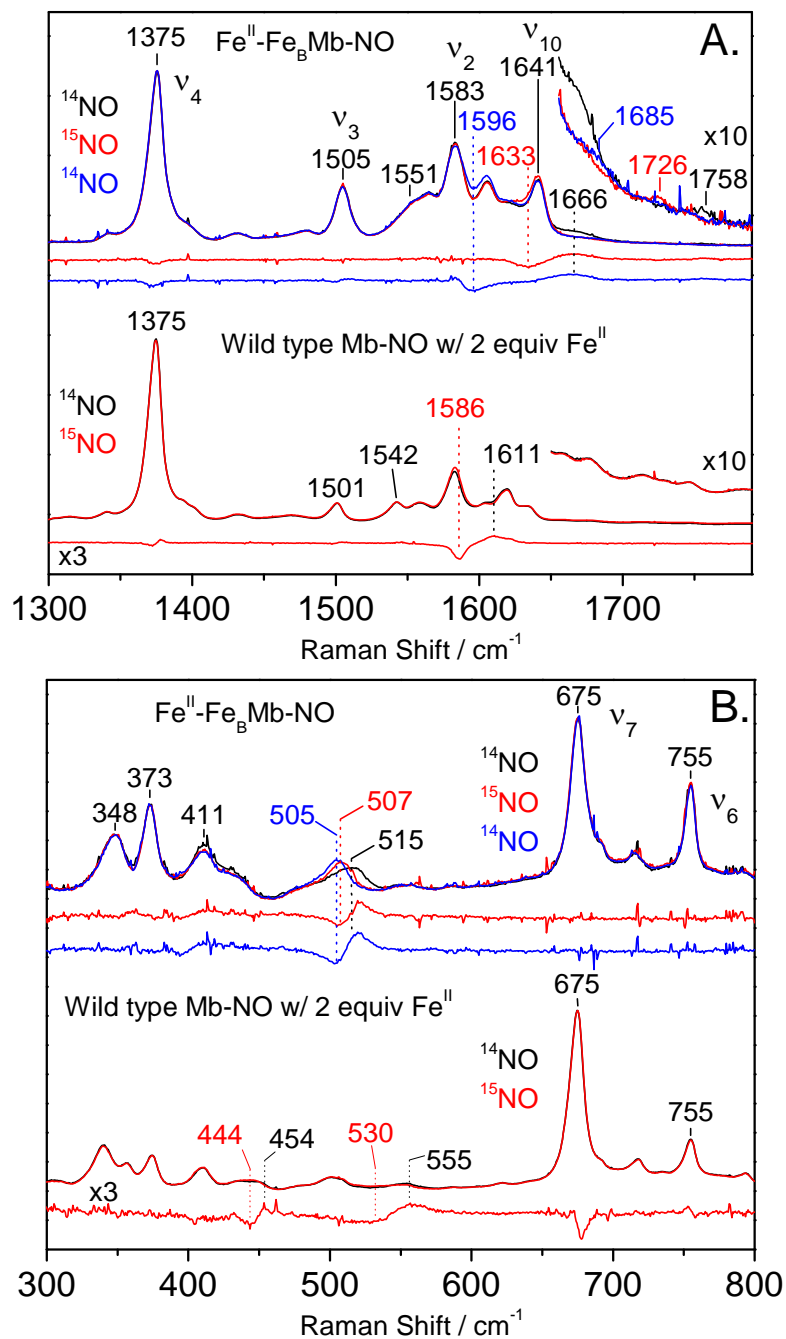 A.
Fe^II-Fe_BMb-NO
1375
ν_4
ν_3
1505
1551
ν_2
1583
1596
ν_10
1641
1633
1666
1685
1726
1758
x10
^14NO
^15NO
^14NO
1375
Wild type Mb-NO w/ 2 equiv Fe^II
^14NO
^15NO
1501
1542
1586
1611
x10
x3
1300 1400 1500 1600 1700
Raman Shift / cm^-1
B.
Fe^II-Fe_BMb-NO
675
ν_7
755
ν_6
348
373
411
505
507
515
^14NO
^15NO
^14NO
Wild type Mb-NO w/ 2 equiv Fe^II
675
^14NO
^15NO
755
444
454
530
555
x3
300 400 500 600 700 800
Raman Shift / cm^-1